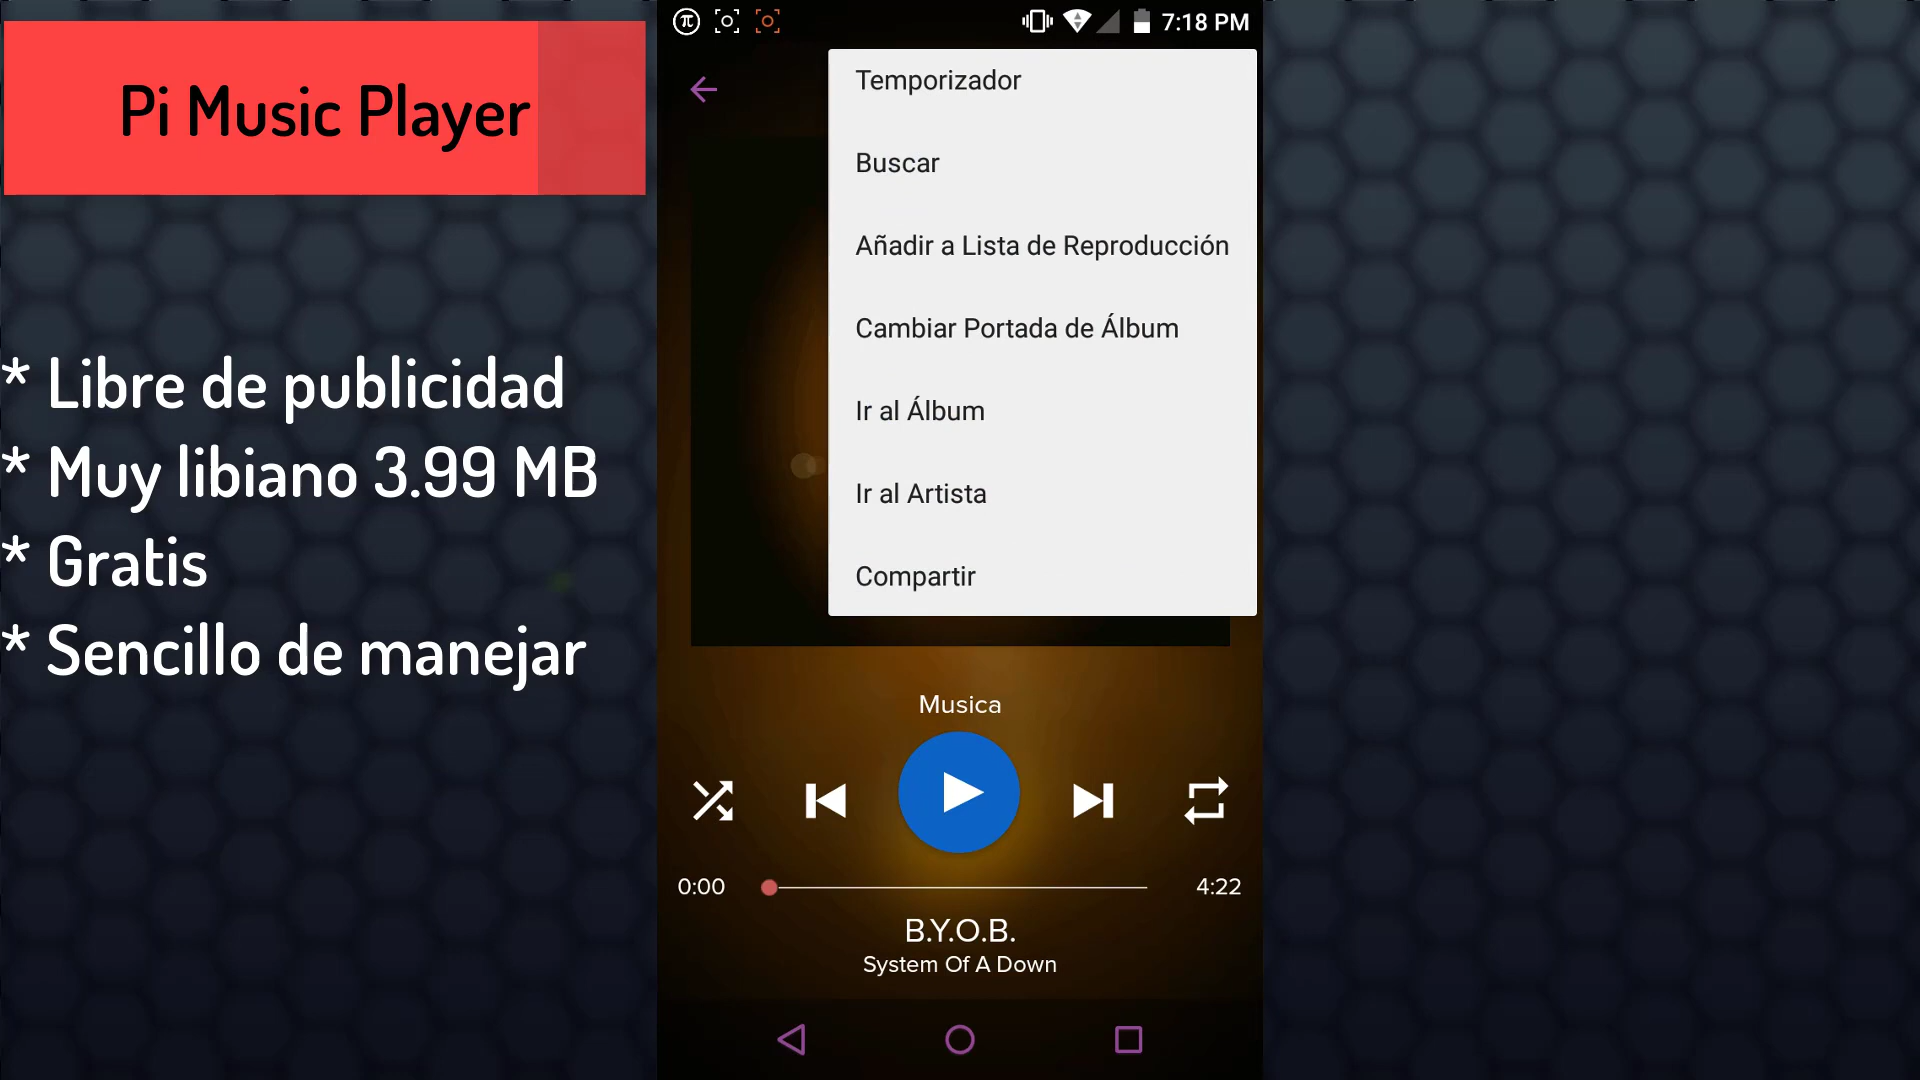 Pi Music Player
* Libre de publicidad
* Muy libiano 3.99 MB
* Gratis
* Sencillo de manejar
7:18 PM
Temporizador
Buscar
Añadir a Lista de Reproducción
Cambiar Portada de Álbum
Ir al Álbum
Ir al Artista
Compartir
Musica
0:00
4:22
B.Y.O.B.
System Of A Down